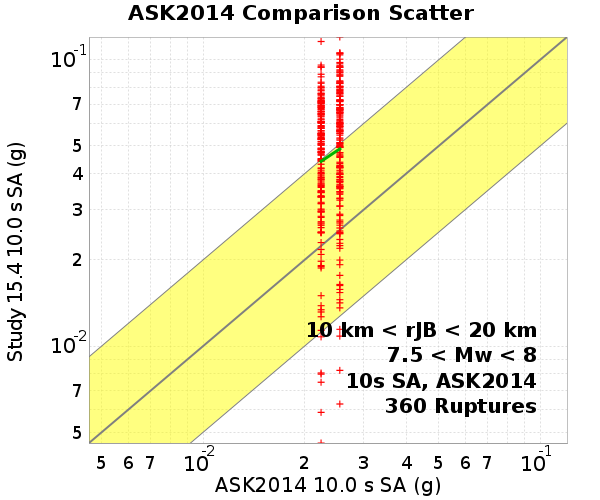 ASK2014 Comparison Scatter
Study 15.4 10.0 s SA (g)
10^-1
7
5
4
3
2
10^-2
7
5
10 km < rJB < 20 km
7.5 < Mw < 8
10s SA, ASK2014
360 Ruptures
5 6 7 10^-2 2 3 4 5 6 7 10^-1
ASK2014 10.0 s SA (g)